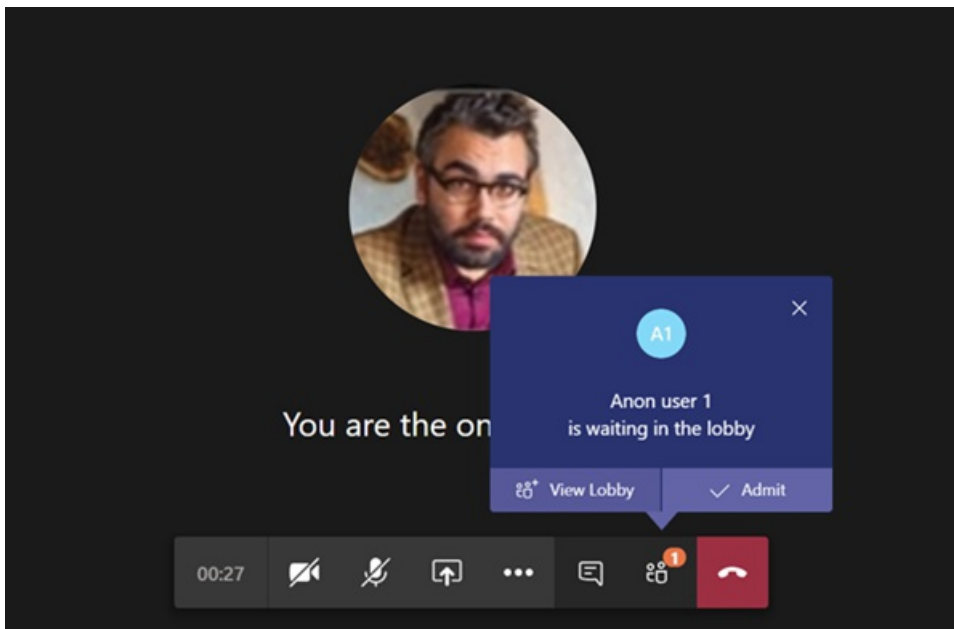 A1
Anon user 1
is waiting in the lobby
You are the on
View Lobby
Admit
00:27
1